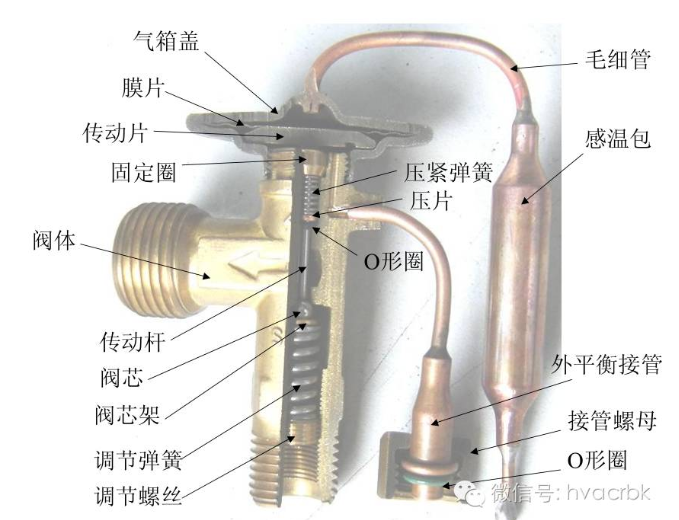 气箱盖
毛细管
膜片
传动片
感温包
固定圈
压紧弹簧
压片
阀体
O形圈
传动杆
外平衡接管
阀芯
阀芯架
接管螺母
调节弹簧
O形圈
调节螺丝
微信号: hvacrbk
S